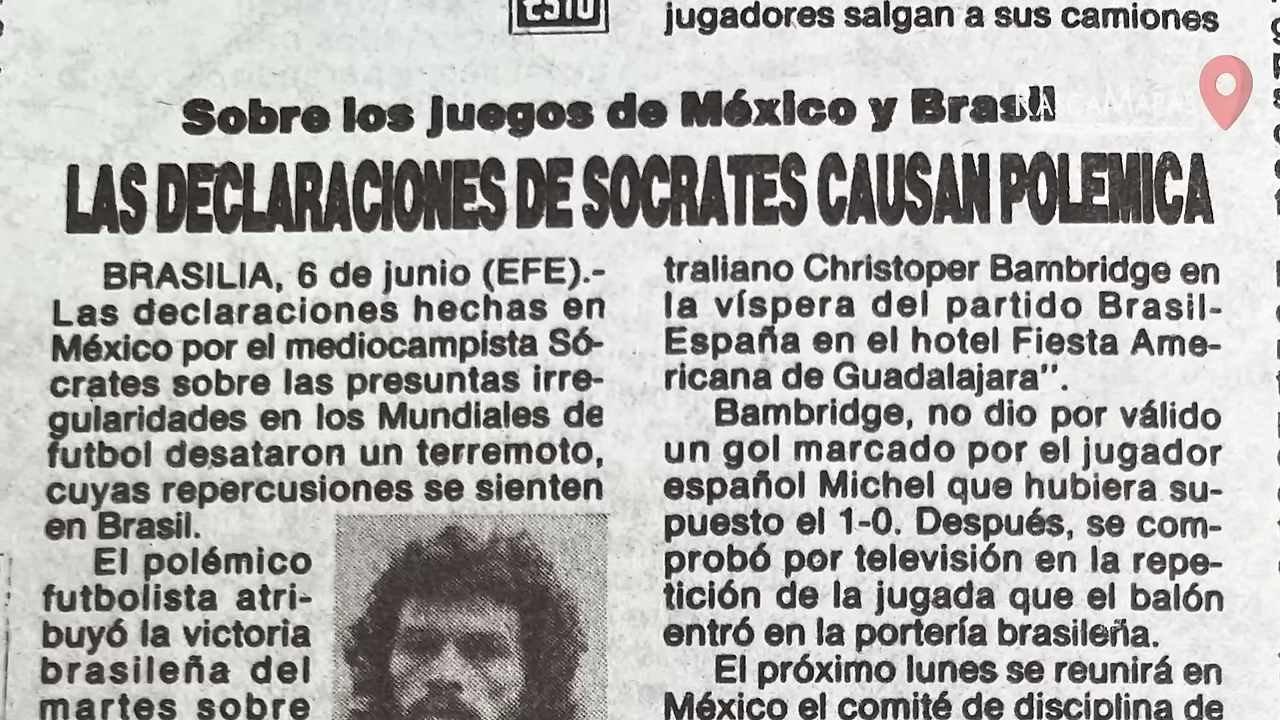 ESTO
jugadores salgan a sus camiones
Sobre los juegos de México y Brasil
LAS DECLARACIONES DE SOCRATES CAUSAN POLEMICA
BRASILIA, 6 de junio (EFE).-
Las declaraciones hechas en
México por el mediocampista Só-
crates sobre las presuntas irre-
gularidades en los Mundiales de
futbol desataron un terremoto,
cuyas repercusiones se sienten
en Brasil.
El polémico
futbolista atri-
buyó la victoria
brasileña del
martes sobre
traliano Christoper Bambridge en
la víspera del partido Brasil-
España en el hotel Fiesta Ame-
ricana de Guadalajara".
Bambridge, no dio por válido
un gol marcado por el jugador
español Michel que hubiera su-
puesto el 1-0. Después, se com-
probó por televisión en la repe-
tición de la jugada que el balón
entró en la portería brasileña.
El próximo lunes se reunirá en
México el comité de disciplina de